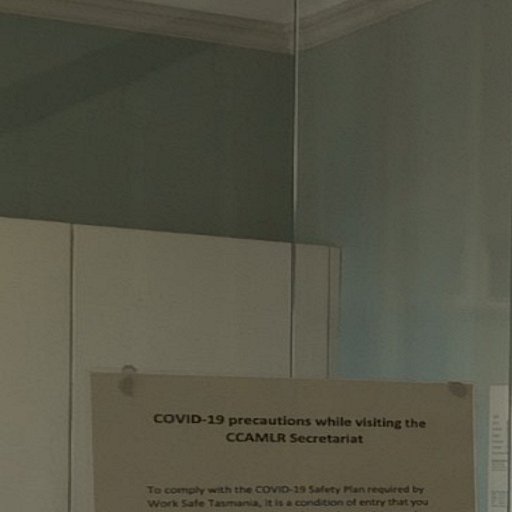 COVID-19 precautions while visiting the
CCAMLR Secretariat
To comply with the COVID-19 Safety Plan required by
Work Safe Tasmania, it is a condition of entry that you